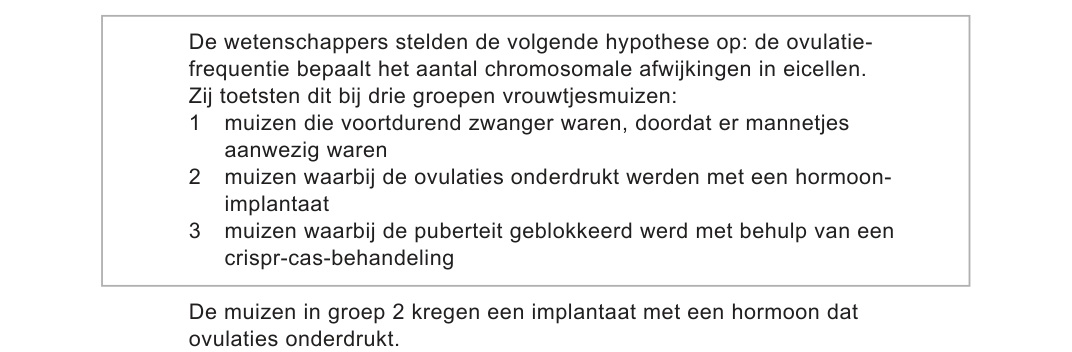 De wetenschappers stelden de volgende hypothese op: de ovulatie-
frequentie bepaalt het aantal chromosomale afwijkingen in eicellen.
Zij toetsten dit bij drie groepen vrouwtjesmuizen:
1 muizen die voortdurend zwanger waren, doordat er mannetjes
aanwezig waren
2 muizen waarbij de ovulaties onderdrukt werden met een hormoon-
implantaat
3 muizen waarbij de puberteit geblokkeerd werd met behulp van een
crispr-cas-behandeling
De muizen in groep 2 kregen een implantaat met een hormoon dat
ovulaties onderdrukt.